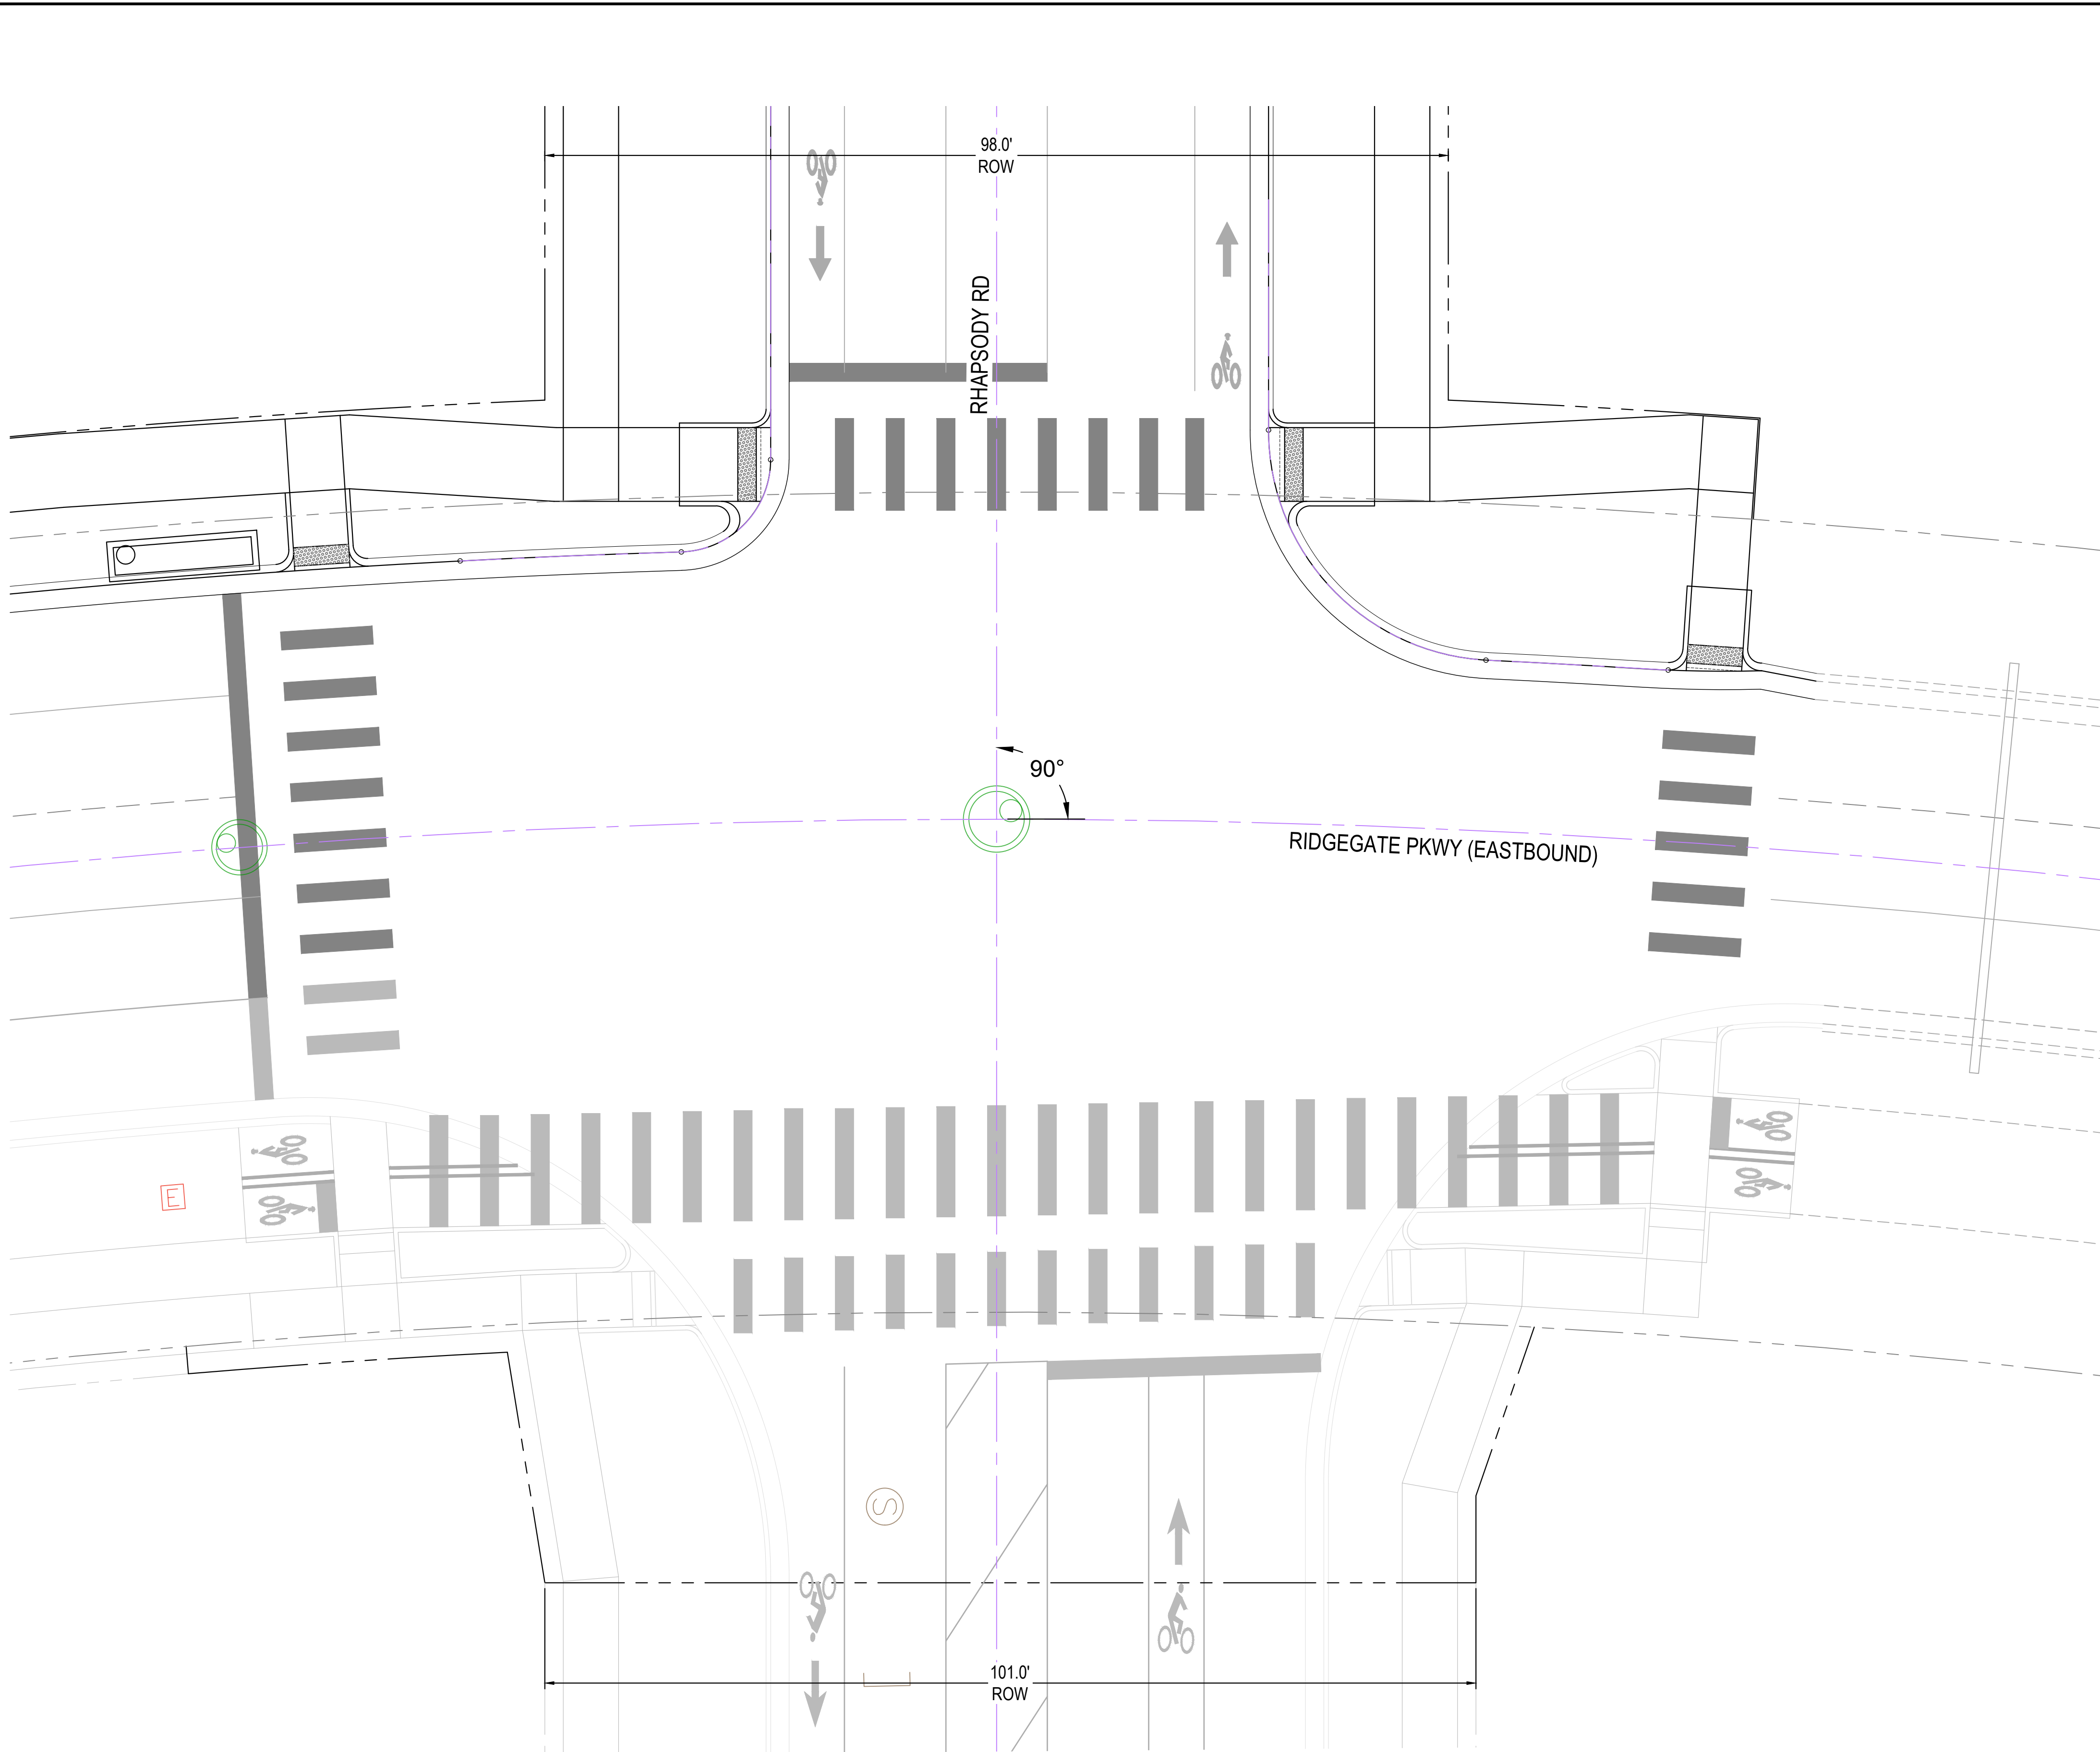 98.0'
ROW
RHAPSODY RD
90°
RIDGEGATE PKWY (EASTBOUND)
E
S
101.0'
ROW